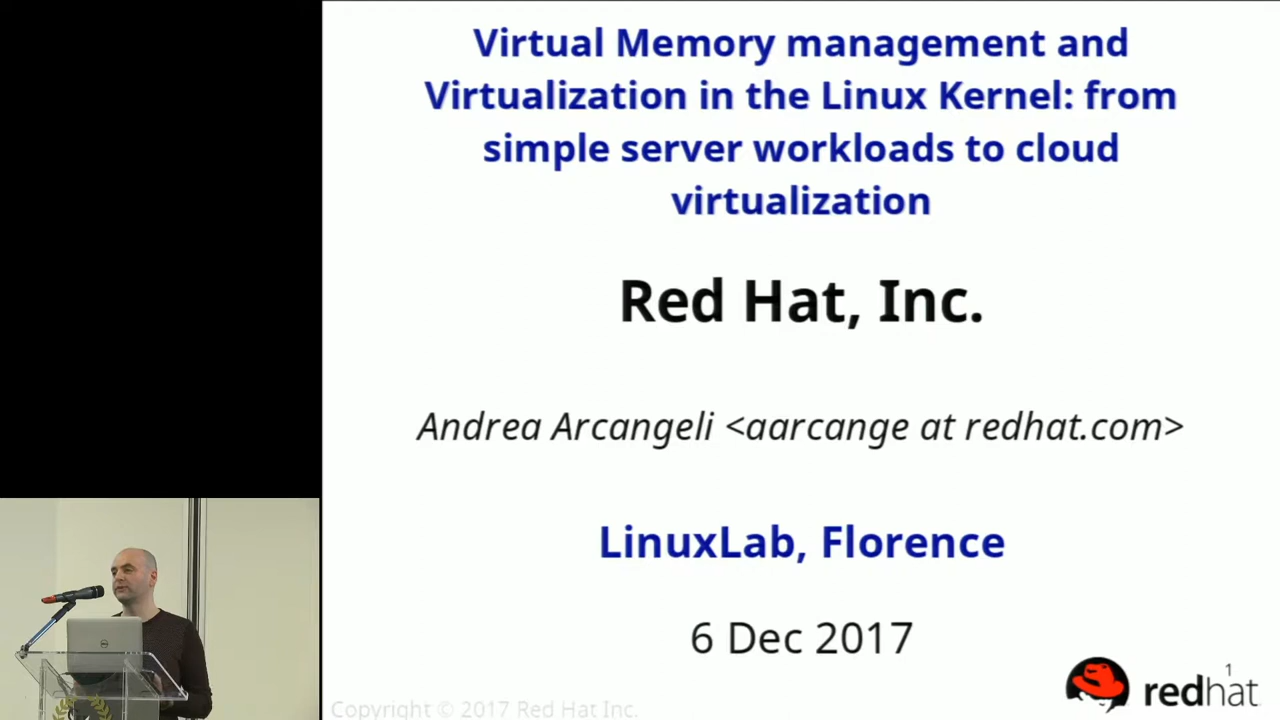 Virtual Memory management and
Virtualization in the Linux Kernel: from
simple server workloads to cloud
virtualization
Red Hat, Inc.
Andrea Arcangeli <aarcange at redhat.com>
LinuxLab, Florence
6 Dec 2017
1
redhat
Copyright © 2017 Red Hat Inc.